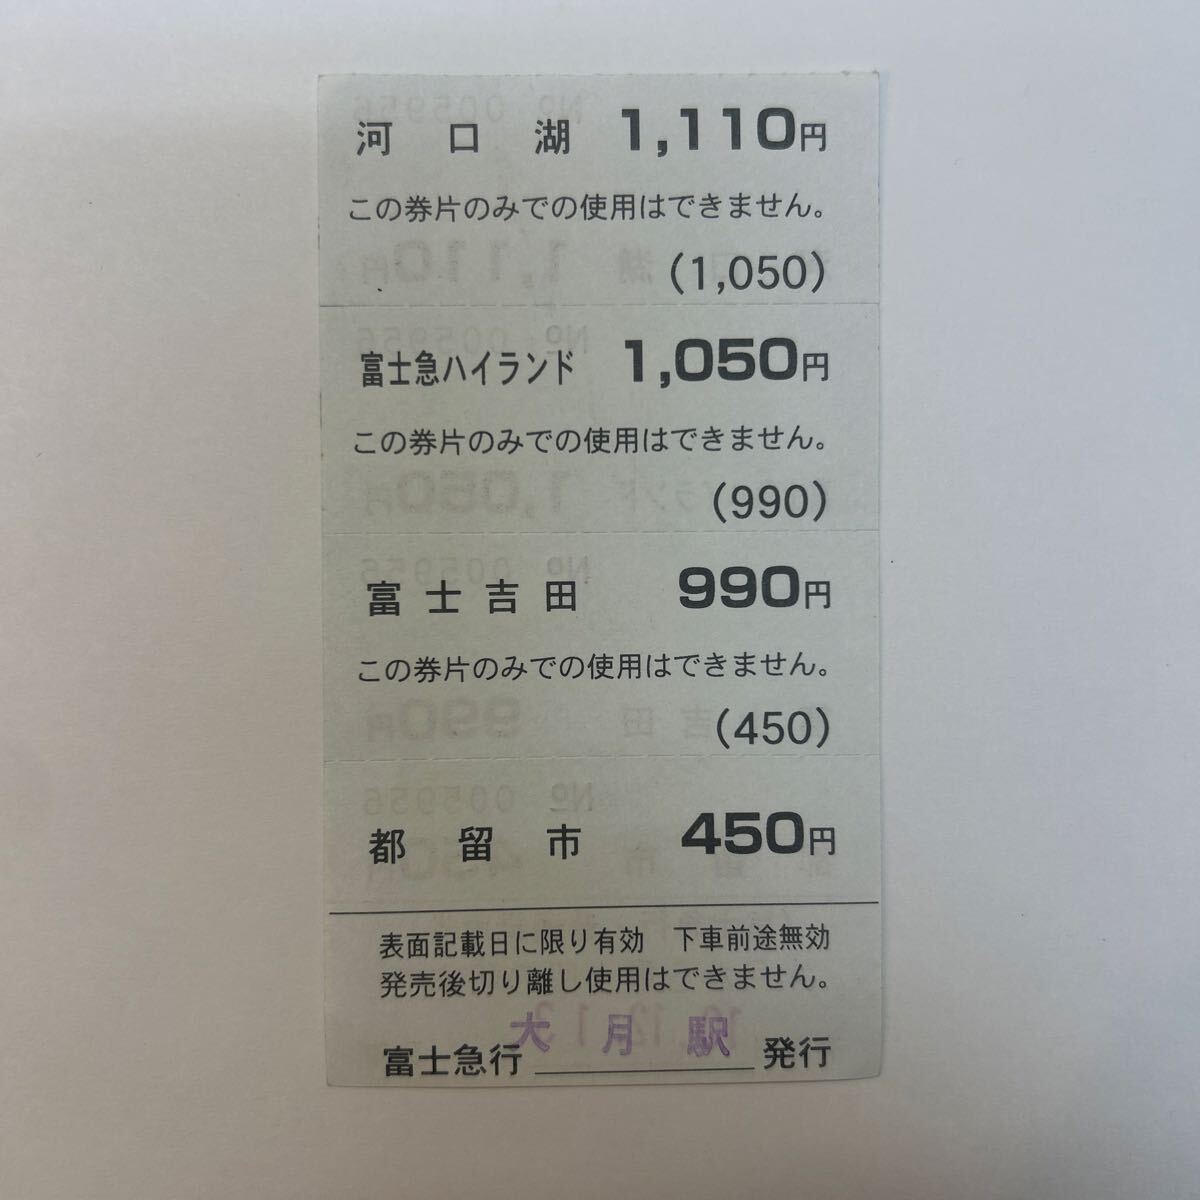 河口湖 1,110円
この券片のみでの使用はできません。
(1,050)
富士急ハイランド 1,050円
この券片のみでの使用はできません。
(990)
富士吉田 990円
この券片のみでの使用はできません。
(450)
都留市 450円
表面記載日に限り有効 下車前途無効
発売後切り離し使用はできません。
富士急行 大月駅 発行